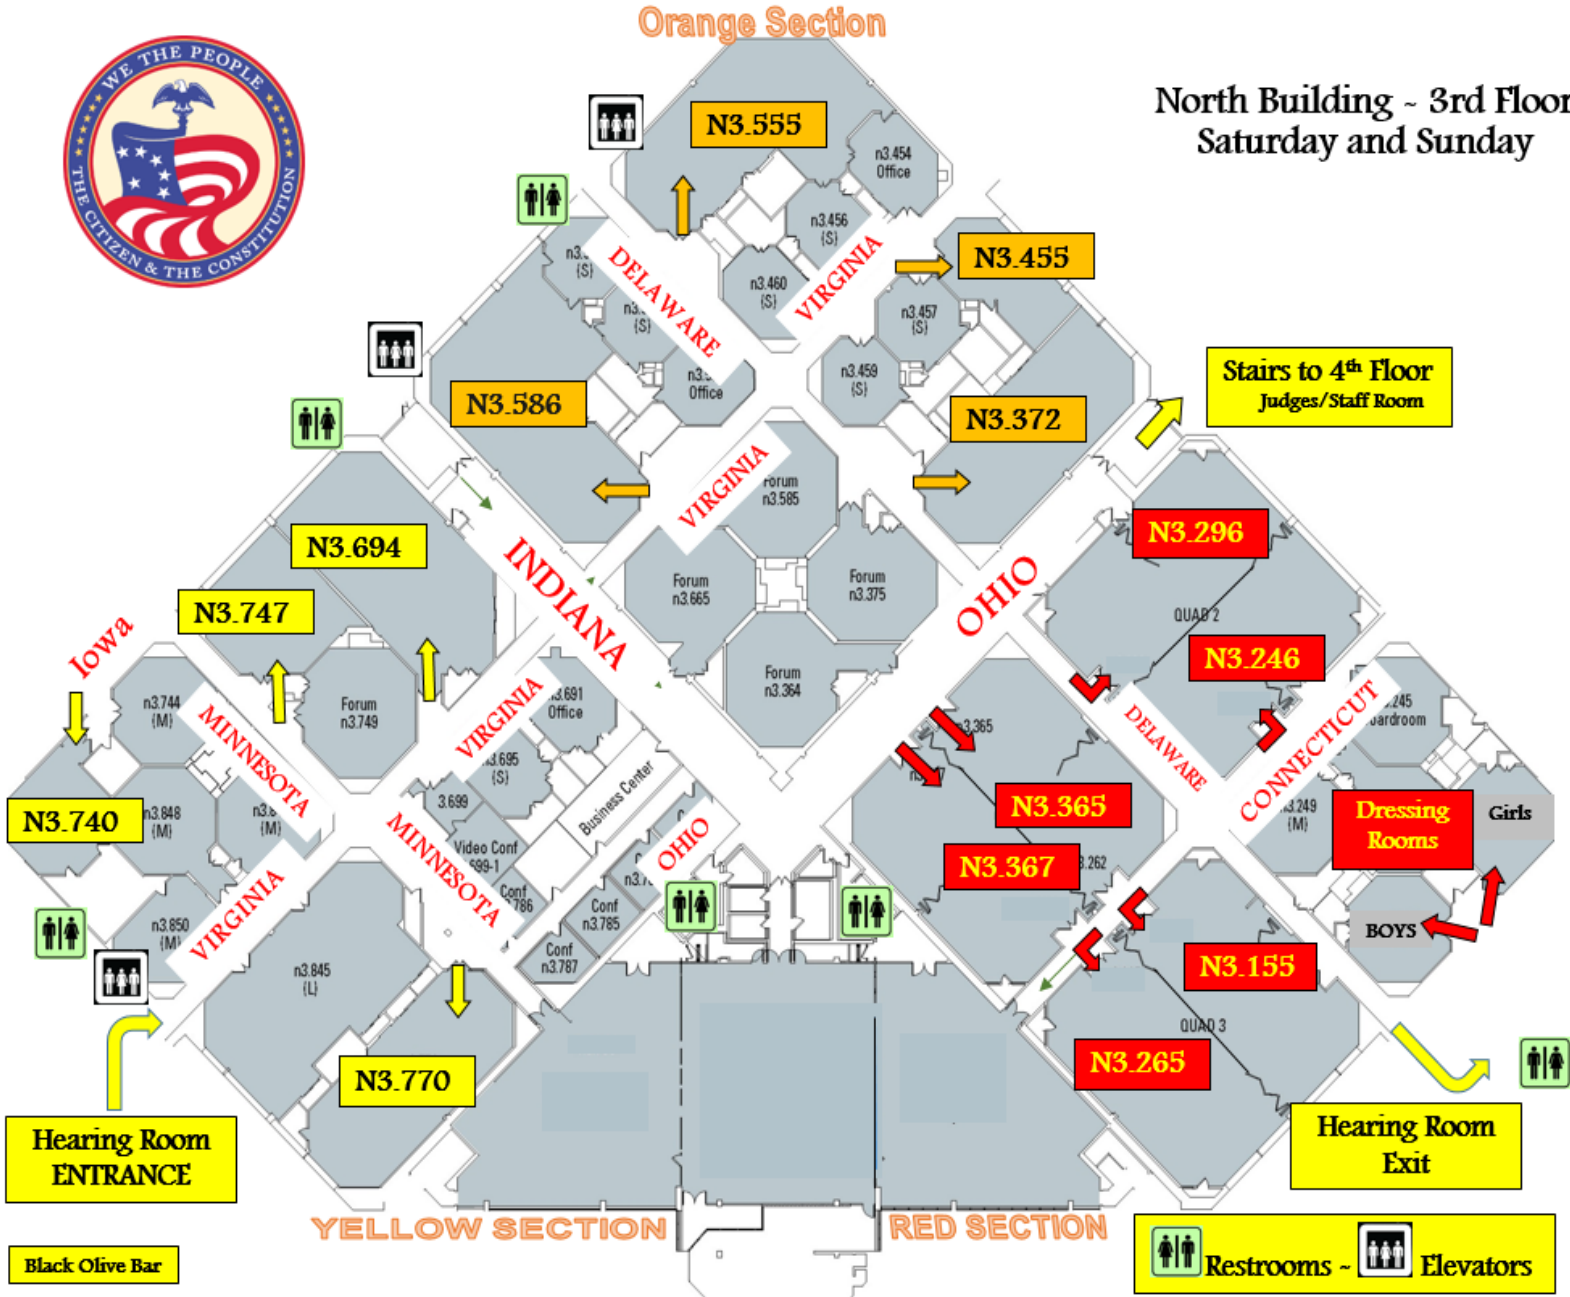 Orange Section
WE THE PEOPLE
THE CITIZEN & THE CONSTITUTION
North Building ~ 3rd Floor
Saturday and Sunday
N3.555
n3.454
Office
n3.456
(S)
DELAWARE
VIRGINIA
N3.455
n3.460
(S)
(S)
n3.457
(S)
(S)
n3.459
(S)
Office
N3.586
N3.372
Stairs to 4th Floor
Judges/Staff Room
VIRGINIA
Forum
n3.585
N3.296
N3.694
INDIANA
Forum
n3.665
Forum
n3.375
OHIO
N3.747
QUAD 2
Iowa
N3.246
Forum
n3.364
n3.744
(M)
MINNESOTA
Forum
n3.749
VIRGINIA
Office
n3.695
(S)
n3.365
DELAWARE
CONNECTICUT
N3.740
n3.848
(M)
(M)
3.699
Video Conf
MINNESOTA
Business Center
OHIO
N3.365
n3.249
(M)
Dressing
Rooms
Girls
N3.367
Conf
Conf
n3.785
Conf
n3.787
n3.850
(M)
VIRGINIA
BOYS
n3.845
(L)
N3.155
QUAD 3
N3.770
N3.265
Hearing Room
ENTRANCE
Hearing Room
Exit
YELLOW SECTION
RED SECTION
Black Olive Bar
Restrooms ~ Elevators